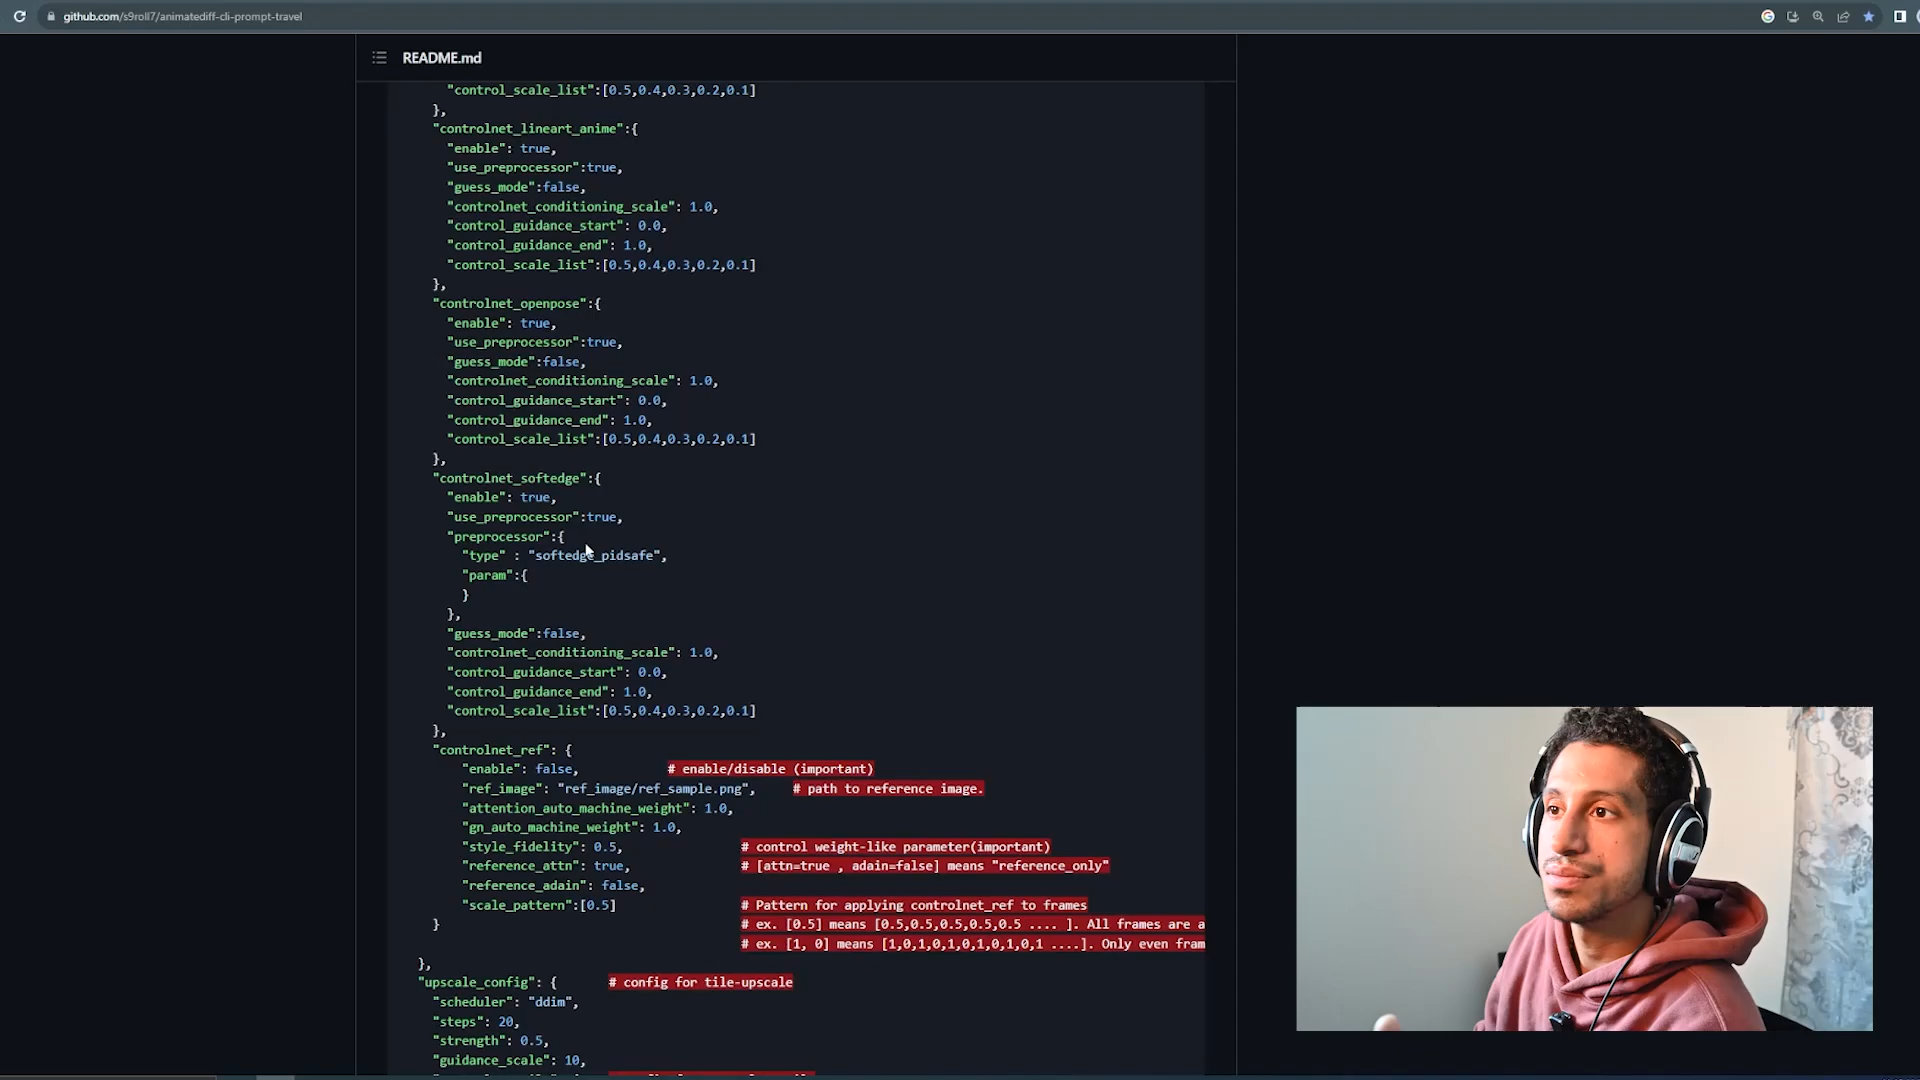 github.com/s9roll7/animatediff-cli-prompt-travel
README.md
"control_scale_list":[0.5,0.4,0.3,0.2,0.1]
},
"controlnet_lineart_anime":{
"enable": true,
"use_preprocessor":true,
"guess_mode":false,
"controlnet_conditioning_scale": 1.0,
"control_guidance_start": 0.0,
"control_guidance_end": 1.0,
"control_scale_list":[0.5,0.4,0.3,0.2,0.1]
},
"controlnet_openpose":{
"enable": true,
"use_preprocessor":true,
"guess_mode":false,
"controlnet_conditioning_scale": 1.0,
"control_guidance_start": 0.0,
"control_guidance_end": 1.0,
"control_scale_list":[0.5,0.4,0.3,0.2,0.1]
},
"controlnet_softedge":{
"enable": true,
"use_preprocessor":true,
"preprocessor":{
"type" : "softedge_pidsafe",
"param":{
}
},
"guess_mode":false,
"controlnet_conditioning_scale": 1.0,
"control_guidance_start": 0.0,
"control_guidance_end": 1.0,
"control_scale_list":[0.5,0.4,0.3,0.2,0.1]
},
"controlnet_ref": {
"enable": false, # enable/disable (important)
"ref_image": "ref_image/ref_sample.png", # path to reference image.
"attention_auto_machine_weight": 1.0,
"gn_auto_machine_weight": 1.0,
"style_fidelity": 0.5, # control weight-like parameter(important)
"reference_attn": true, # [attn=true , adain=false] means "reference_only"
"reference_adain": false,
"scale_pattern":[0.5] # Pattern for applying controlnet_ref to frames
} # ex. [0.5] means [0.5,0.5,0.5,0.5,0.5 .... ]. All frames are a
# ex. [1, 0] means [1,0,1,0,1,0,1,0,1,0,1 ....]. Only even fram
},
"upscale_config": { # config for tile-upscale
"scheduler": "ddim",
"steps": 20,
"strength": 0.5,
"guidance_scale": 10,